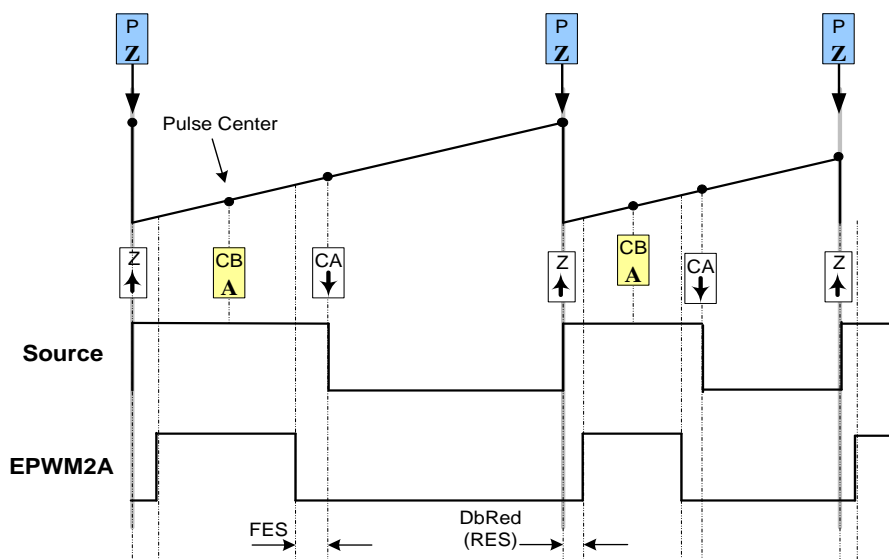 P
Z
P
Z
P
Z
Pulse Center
Z
CB
A
CA
Z
CB
A
CA
Z
Source
EPWM2A
FES
DbRed
(RES)